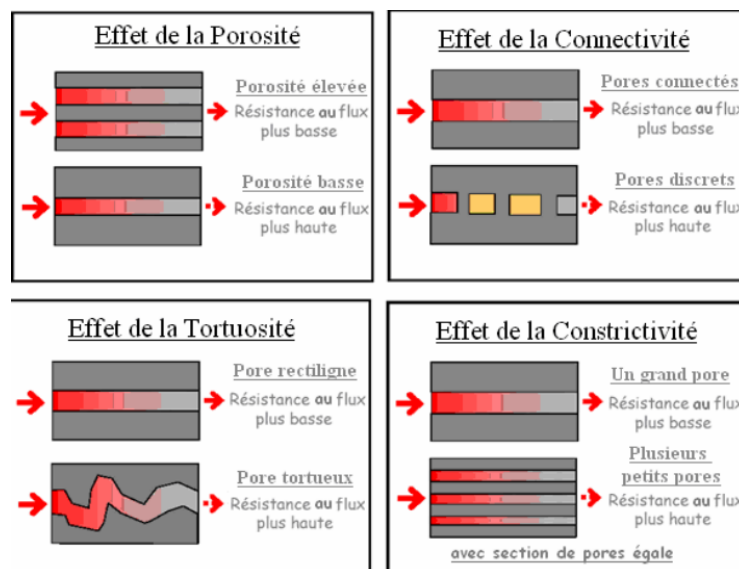 Effet de la Porosité
Porosité élevée
Résistance au flux
plus basse
Porosité basse
Résistance au flux
plus haute
Effet de la Connectivité
Pores connectés
Résistance au flux
plus basse
Pores discrets
Résistance au flux
plus haute
Effet de la Tortuosité
Pore rectiligne
Résistance au flux
plus basse
Pore tortueux
Résistance au flux
plus haute
Effet de la Constrictivité
Un grand pore
Résistance au flux
plus basse
Plusieurs
petits pores
Résistance au flux
plus haute
avec section de pores égale